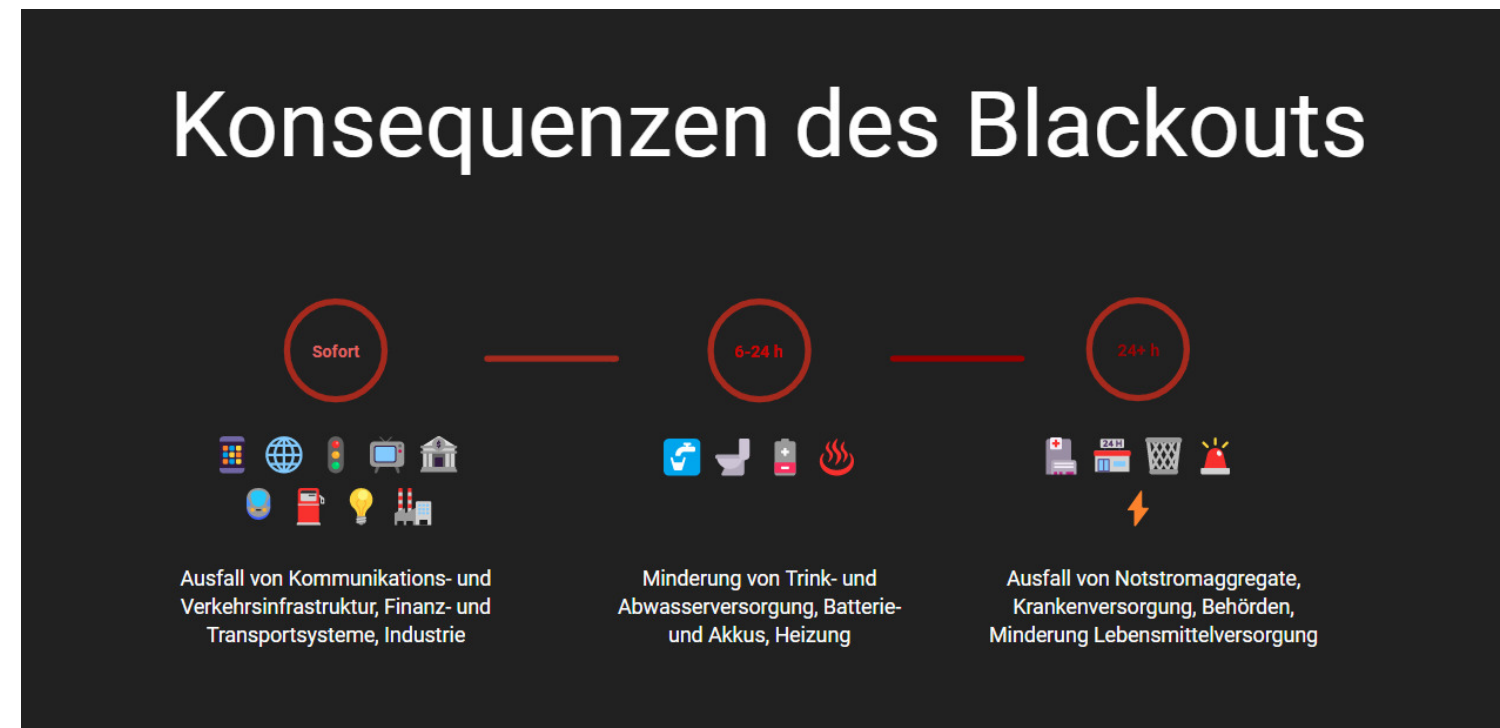 Konsequenzen des Blackouts
Sofort
6-24 h
24+ h
24 H
Ausfall von Kommunikations- und
Verkehrsinfrastruktur, Finanz- und
Transportsysteme, Industrie
Minderung von Trink- und
Abwasserversorgung, Batterie-
und Akkus, Heizung
Ausfall von Notstromaggregate,
Krankenversorgung, Behörden,
Minderung Lebensmittelversorgung